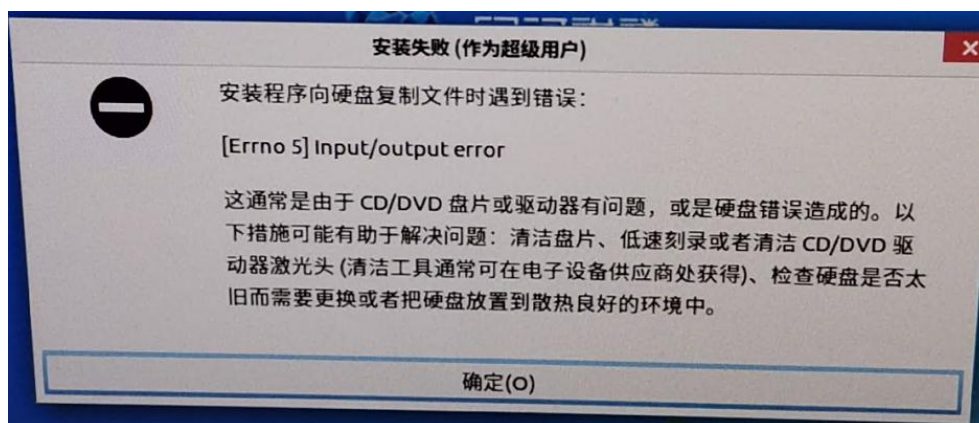 安装失败 (作为超级用户)
安装程序向硬盘复制文件时遇到错误：
[Errno 5] Input/output error
这通常是由于 CD/DVD 盘片或驱动器有问题，或是硬盘错误造成的。以
下措施可能有助于解决问题：清洁盘片、低速刻录或者清洁 CD/DVD 驱
动器激光头 (清洁工具通常可在电子设备供应商处获得)、检查硬盘是否太
旧而需要更换或者把硬盘放置到散热良好的环境中。
确定(O)